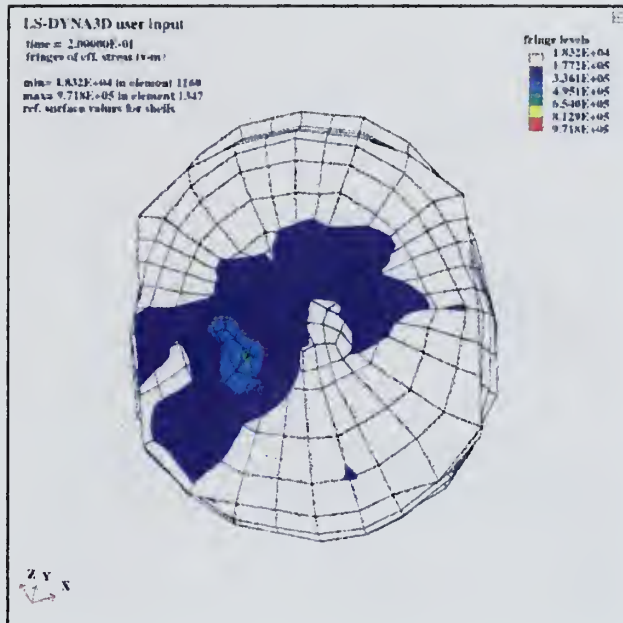 LS-DYNA3D user input
time = 2.00000E-01
fringes of eff. stress (v-m)
min= 1.832E+04 in element 1160
max= 9.718E+05 in element 1347
ref. surface values for shells
fringe levels
1.832E+04
1.772E+05
3.361E+05
4.951E+05
6.540E+05
8.129E+05
9.718E+05
Z Y X